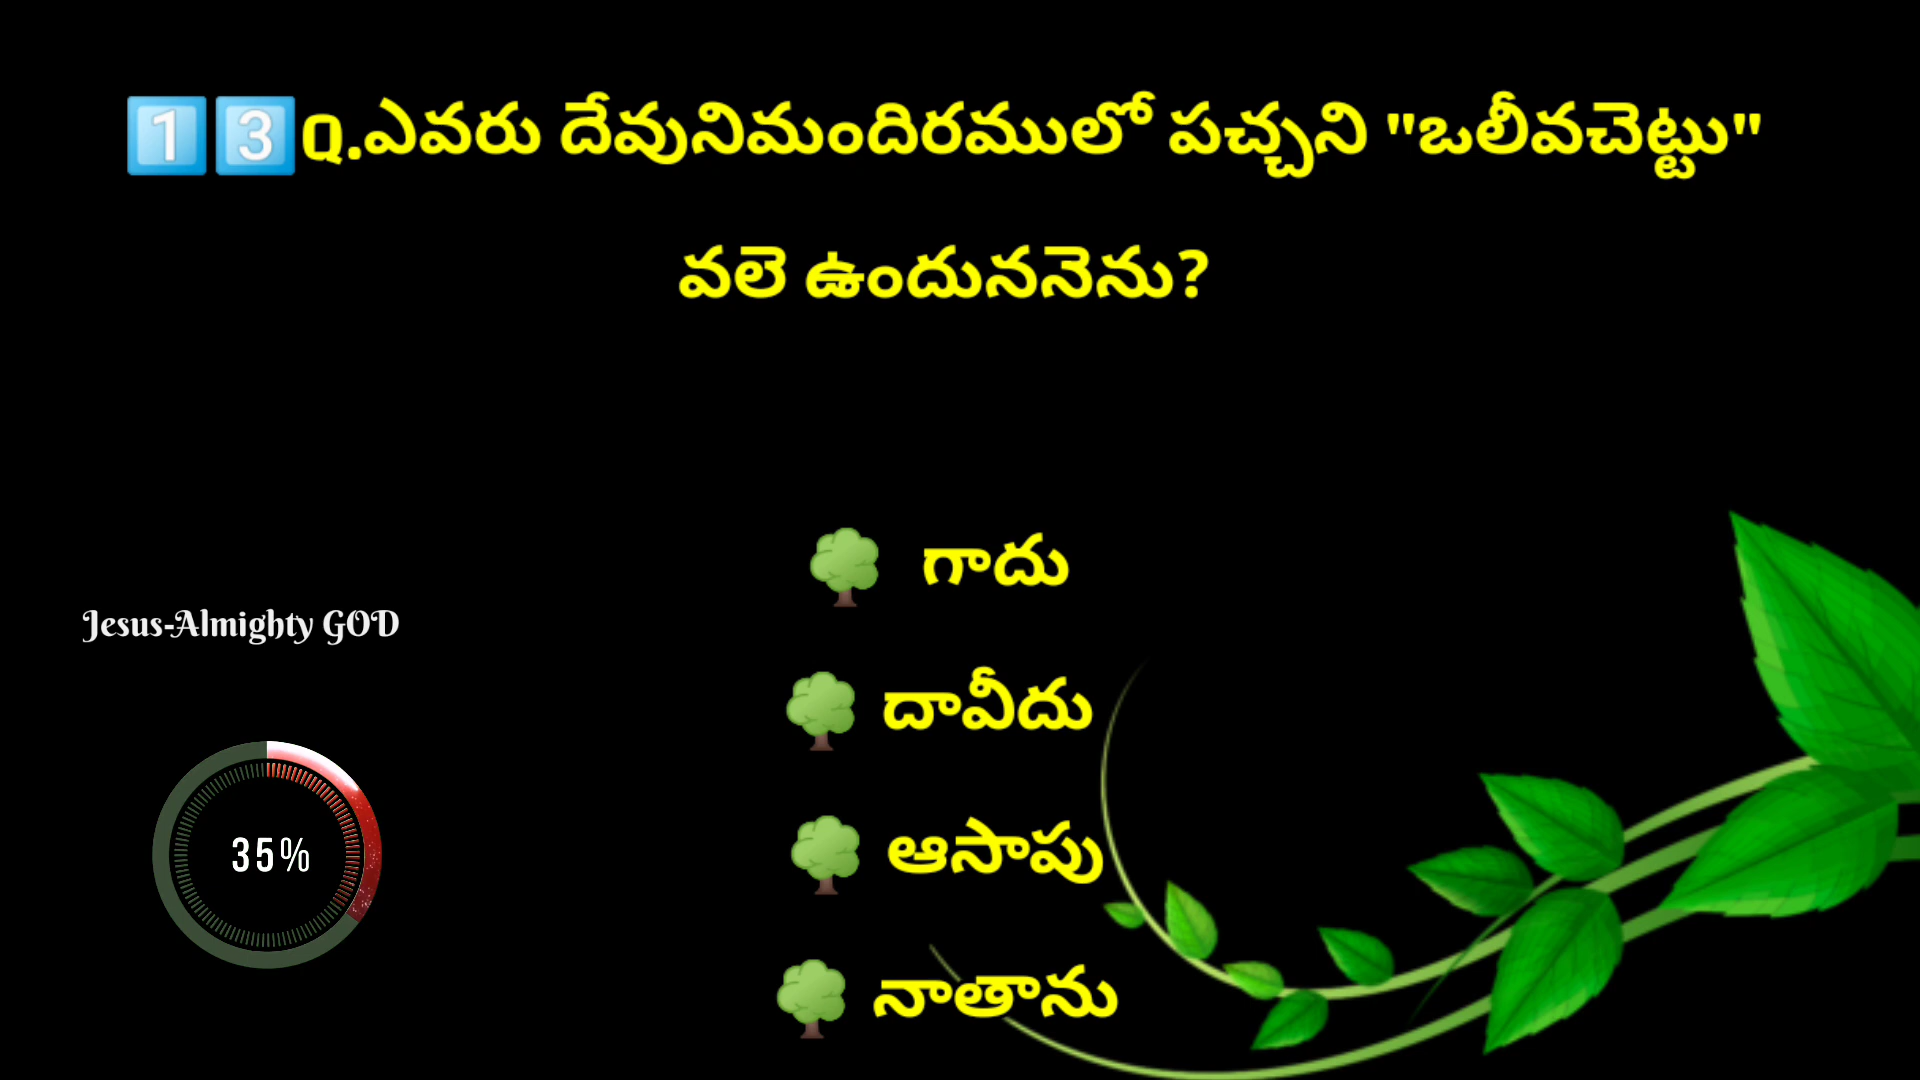 1️⃣3️⃣Q.ఎవరు దేవునిమందిరములో పచ్చని "ఒలీవచెట్టు"
వలె ఉందుననెను?
🌳 గాదు
🌳 దావీదు
🌳 ఆసాపు
🌳 నాతాను
Jesus-Almighty GOD
35%